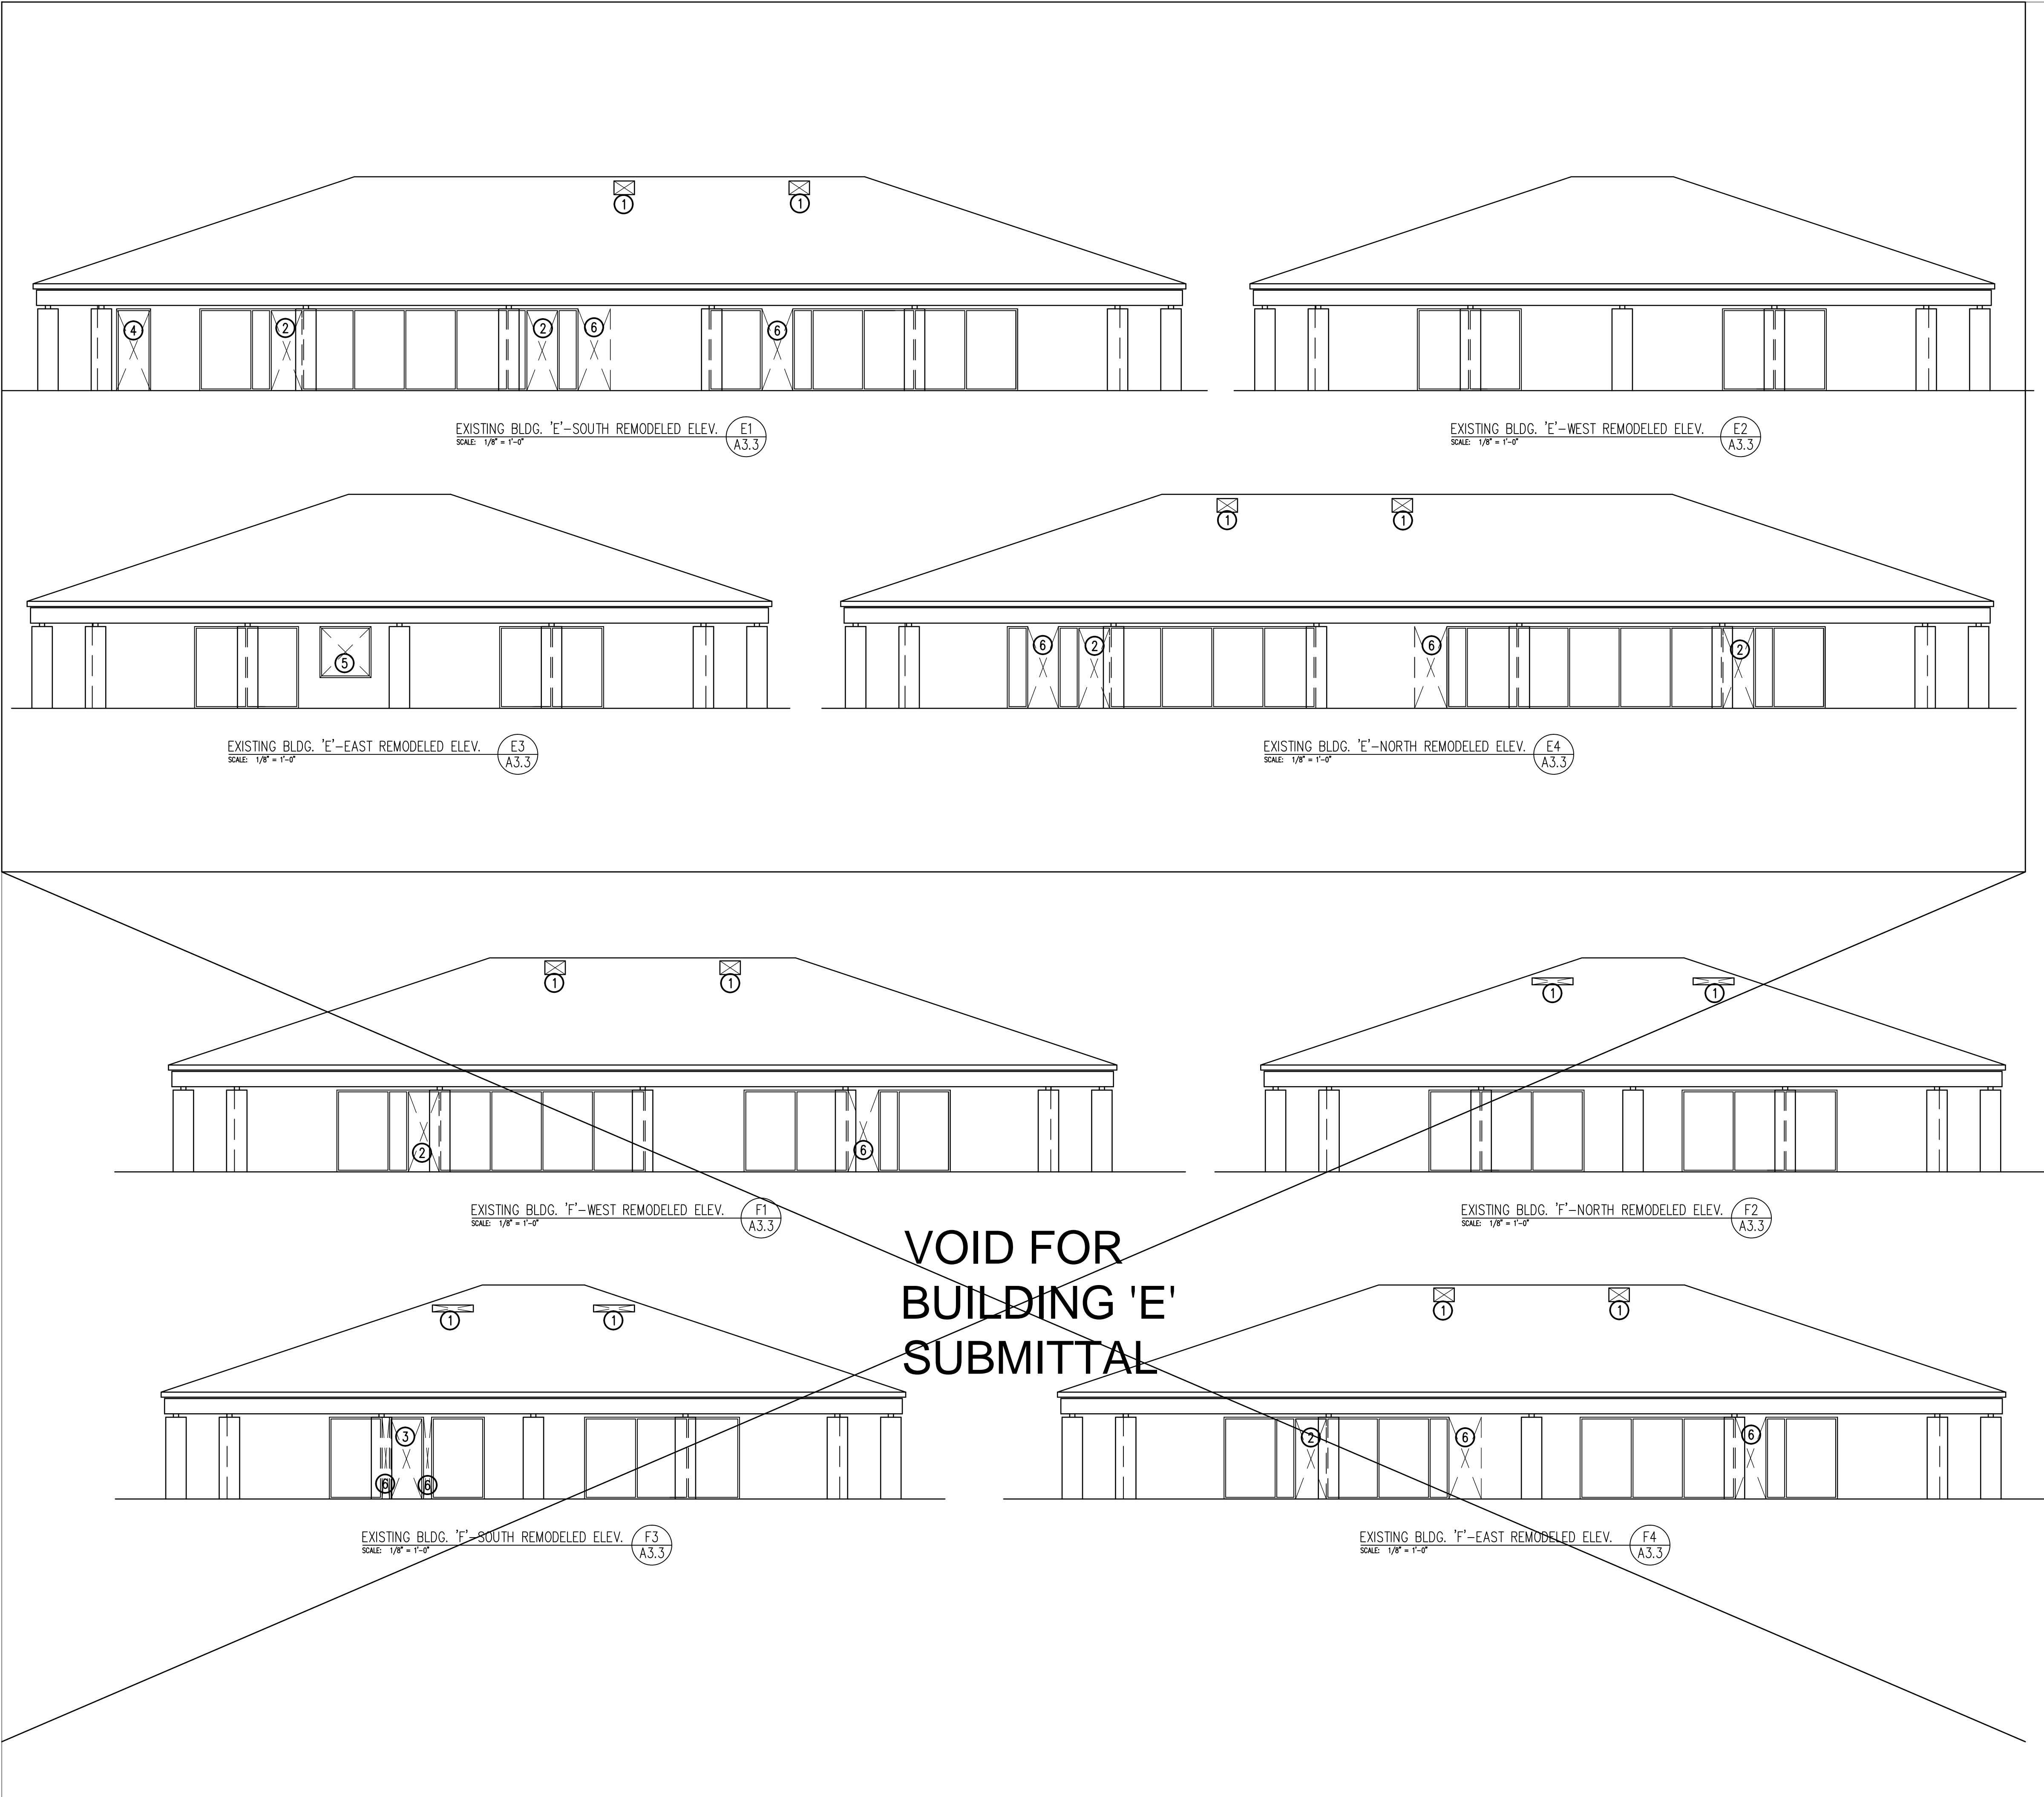 1 1
4 2 2 6 6
EXISTING BLDG. 'E'-SOUTH REMODELED ELEV. E1
SCALE: 1/8" = 1'-0" A3.3
EXISTING BLDG. 'E'-WEST REMODELED ELEV. E2
SCALE: 1/8" = 1'-0" A3.3
5
EXISTING BLDG. 'E'-EAST REMODELED ELEV. E3
SCALE: 1/8" = 1'-0" A3.3
1 1
6 2 6 2
EXISTING BLDG. 'E'-NORTH REMODELED ELEV. E4
SCALE: 1/8" = 1'-0" A3.3
1 1
2 6
EXISTING BLDG. 'F'-WEST REMODELED ELEV. F1
SCALE: 1/8" = 1'-0" A3.3
1 1
EXISTING BLDG. 'F'-NORTH REMODELED ELEV. F2
SCALE: 1/8" = 1'-0" A3.3
VOID FOR
BUILDING 'E'
SUBMITTAL
1 1
3
6 6
EXISTING BLDG. 'F'-SOUTH REMODELED ELEV. F3
SCALE: 1/8" = 1'-0" A3.3
1 1
2 6 6
EXISTING BLDG. 'F'-EAST REMODELED ELEV. F4
SCALE: 1/8" = 1'-0" A3.3